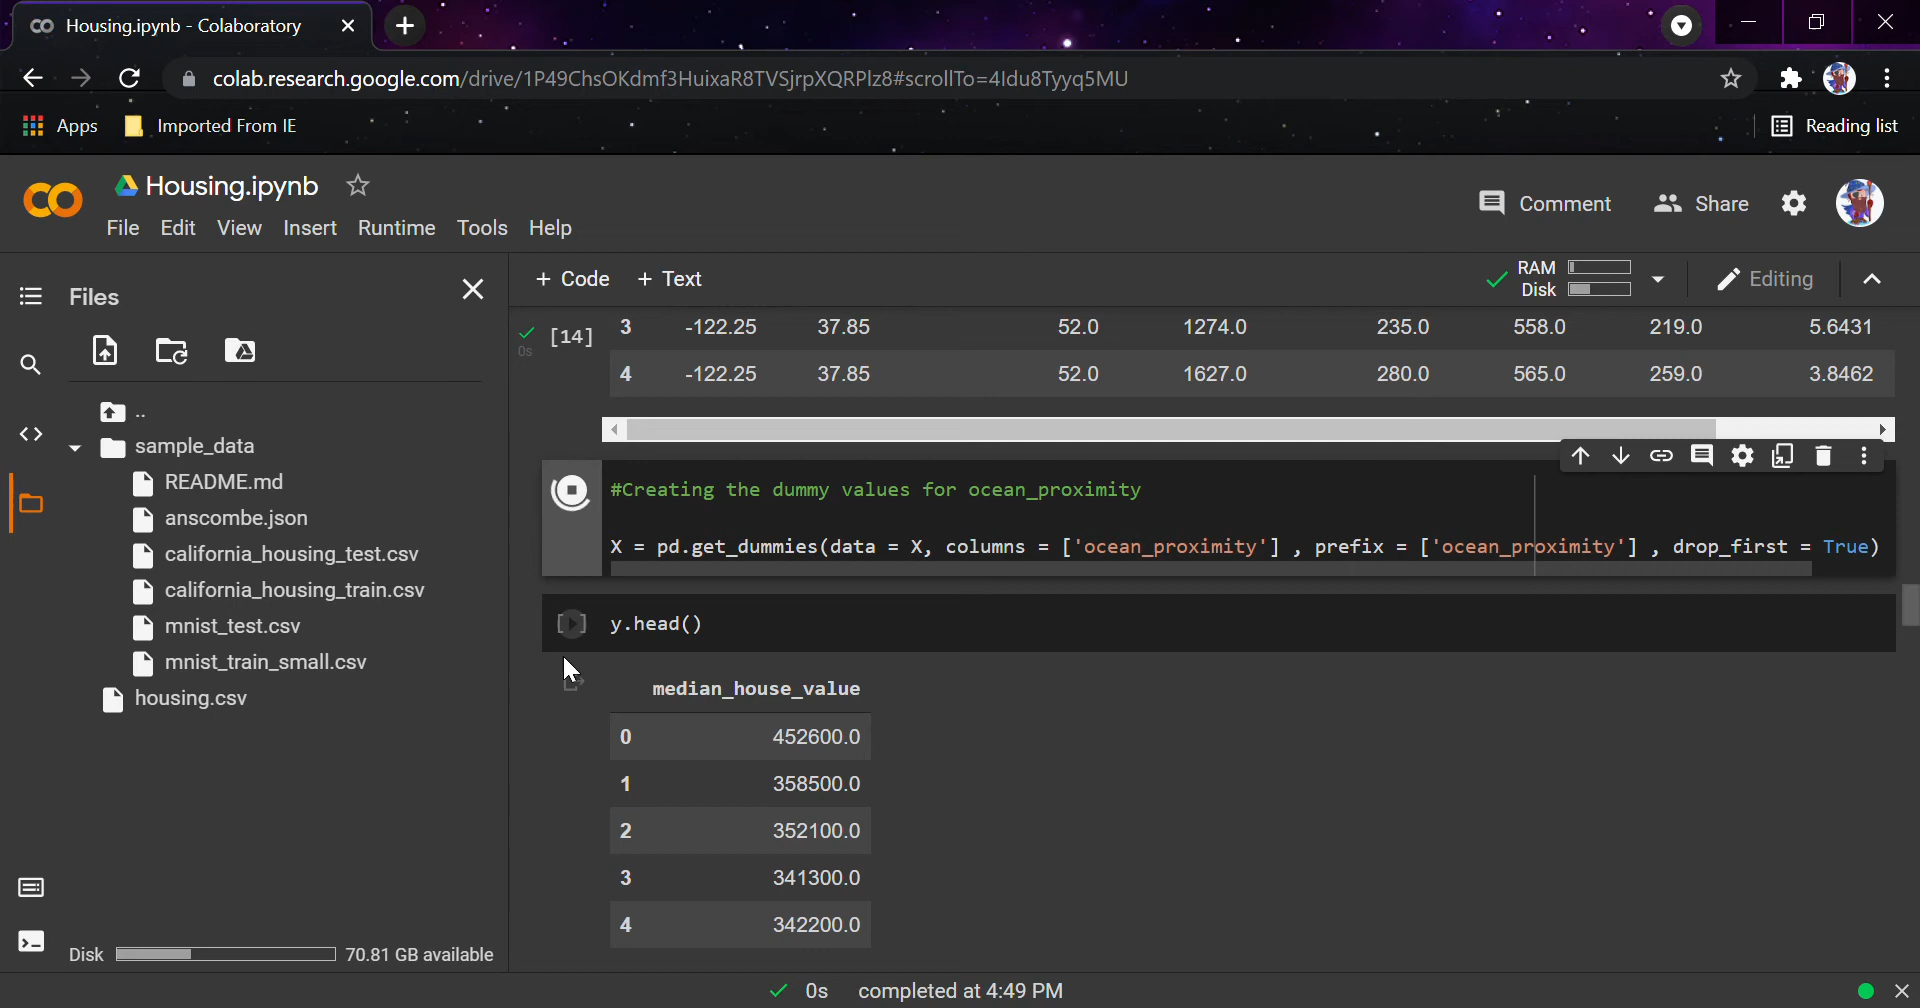 Housing.ipynb - Colaboratory
colab.research.google.com/drive/1P49ChsOKdmf3HuixaR8TVSjrpXQRPlz8#scrollTo=4Idu8Tyyq5MU
Apps Imported From IE Reading list
Housing.ipynb
File Edit View Insert Runtime Tools Help
Comment Share
Files
+ Code + Text
RAM
Disk
Editing
[14]
0s
3 -122.25 37.85 52.0 1274.0 235.0 558.0 219.0 5.6431
4 -122.25 37.85 52.0 1627.0 280.0 565.0 259.0 3.8462
..
sample_data
README.md
anscombe.json
california_housing_test.csv
california_housing_train.csv
mnist_test.csv
mnist_train_small.csv
housing.csv
Disk 70.81 GB available
#Creating the dummy values for ocean_proximity
X = pd.get_dummies(data = X, columns = ['ocean_proximity'] , prefix = ['ocean_proximity'] , drop_first = True)
[ ] y.head()
median_house_value
0 452600.0
1 358500.0
2 352100.0
3 341300.0
4 342200.0
0s completed at 4:49 PM